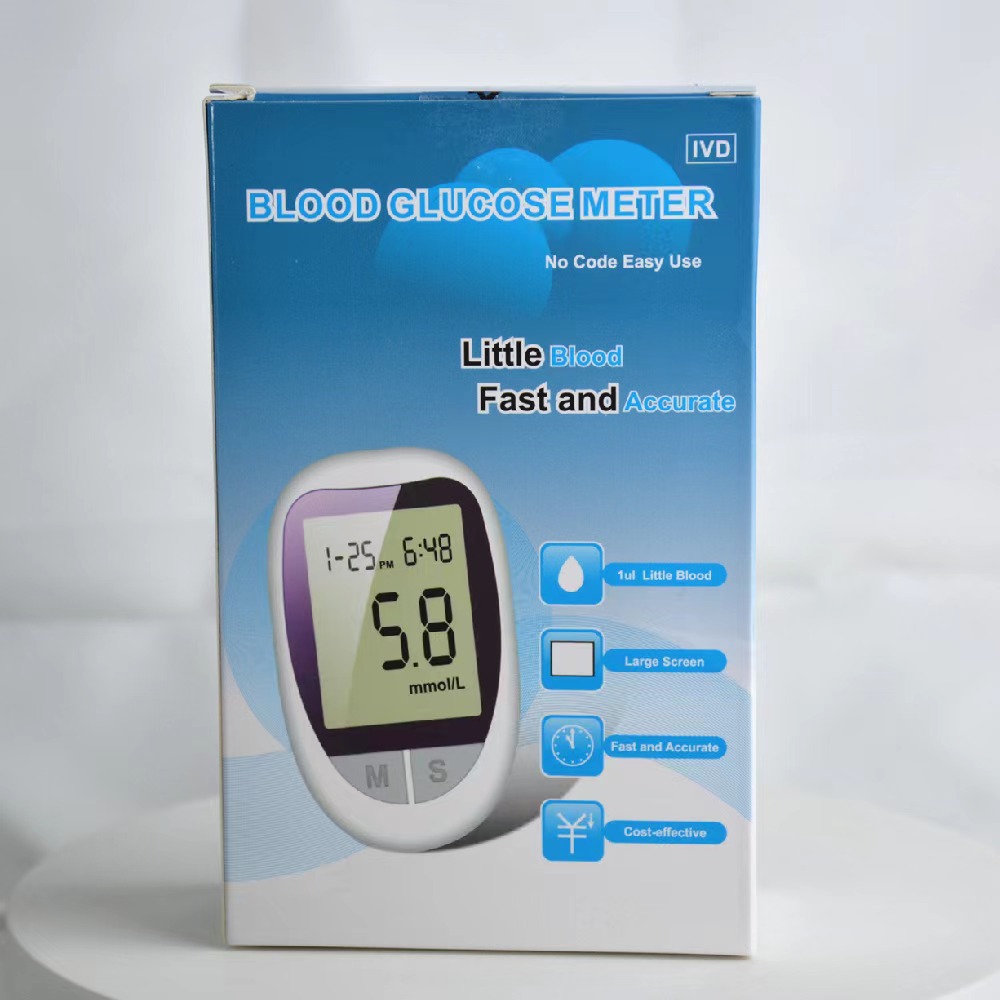 IVD
BLOOD GLUCOSE METER
No Code Easy Use
Little Blood
Fast and Accurate
1-25 PM 6:48
5.8
mmol/L
M S
1ul Little Blood
Large Screen
Fast and Accurate
Cost-effective